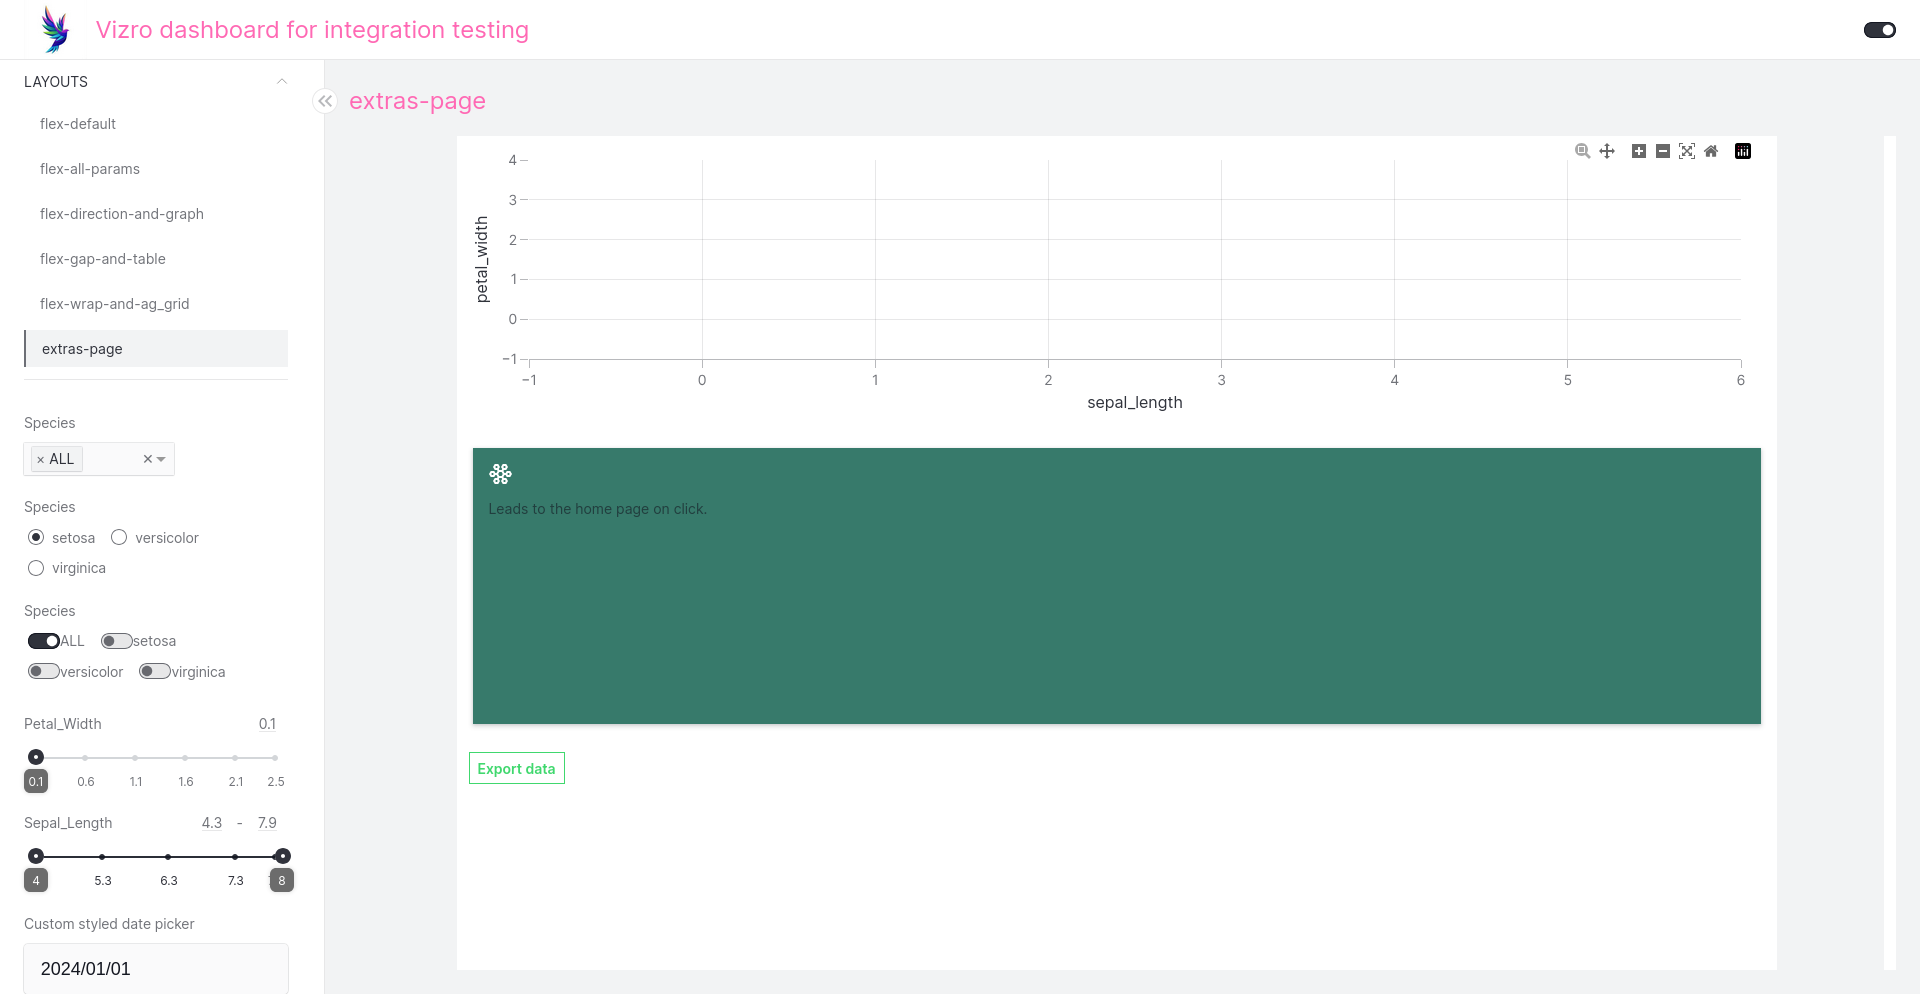 Vizro dashboard for integration testing
LAYOUTS
flex-default
flex-all-params
flex-direction-and-graph
flex-gap-and-table
flex-wrap-and-ag_grid
extras-page
Species
× ALL ×
Species
setosa versicolor
virginica
Species
ALL setosa
versicolor virginica
Petal_Width 0.1
0.1 0.6 1.1 1.6 2.1 2.5
Sepal_Length 4.3 - 7.9
4 5.3 6.3 7.3 8
Custom styled date picker
2024/01/01
extras-page
4
3
2
1
0
−1
petal_width
−1 0 1 2 3 4 5 6
sepal_length
Leads to the home page on click.
Export data